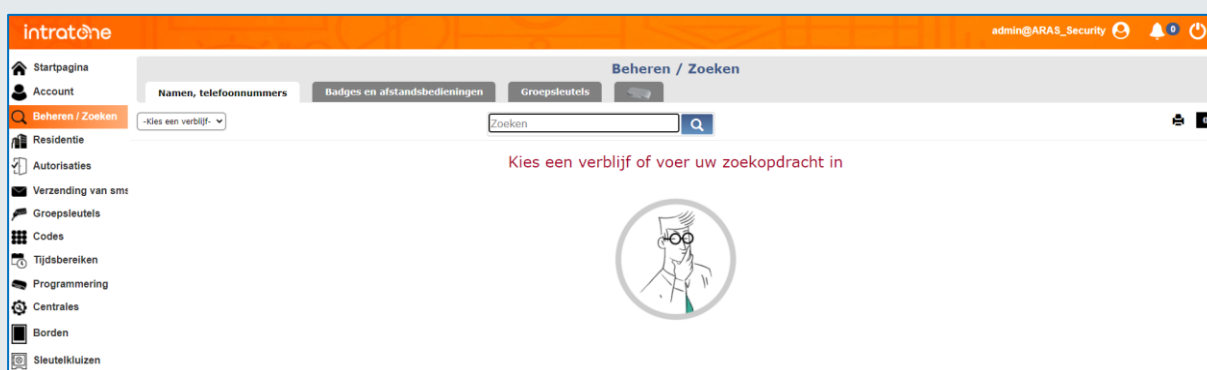 intratone
admin@ARAS_Security
0
Startpagina
Account
Beheren / Zoeken
Residentie
Autorisaties
Verzending van sms
Groepsleutels
Codes
Tijdsbereiken
Programmering
Centrales
Borden
Sleutelkluizen
Beheren / Zoeken
Namen, telefoonnummers
Badges en afstandsbedieningen
Groepsleutels
-Kies een verblijf-
Zoeken
Kies een verblijf of voer uw zoekopdracht in